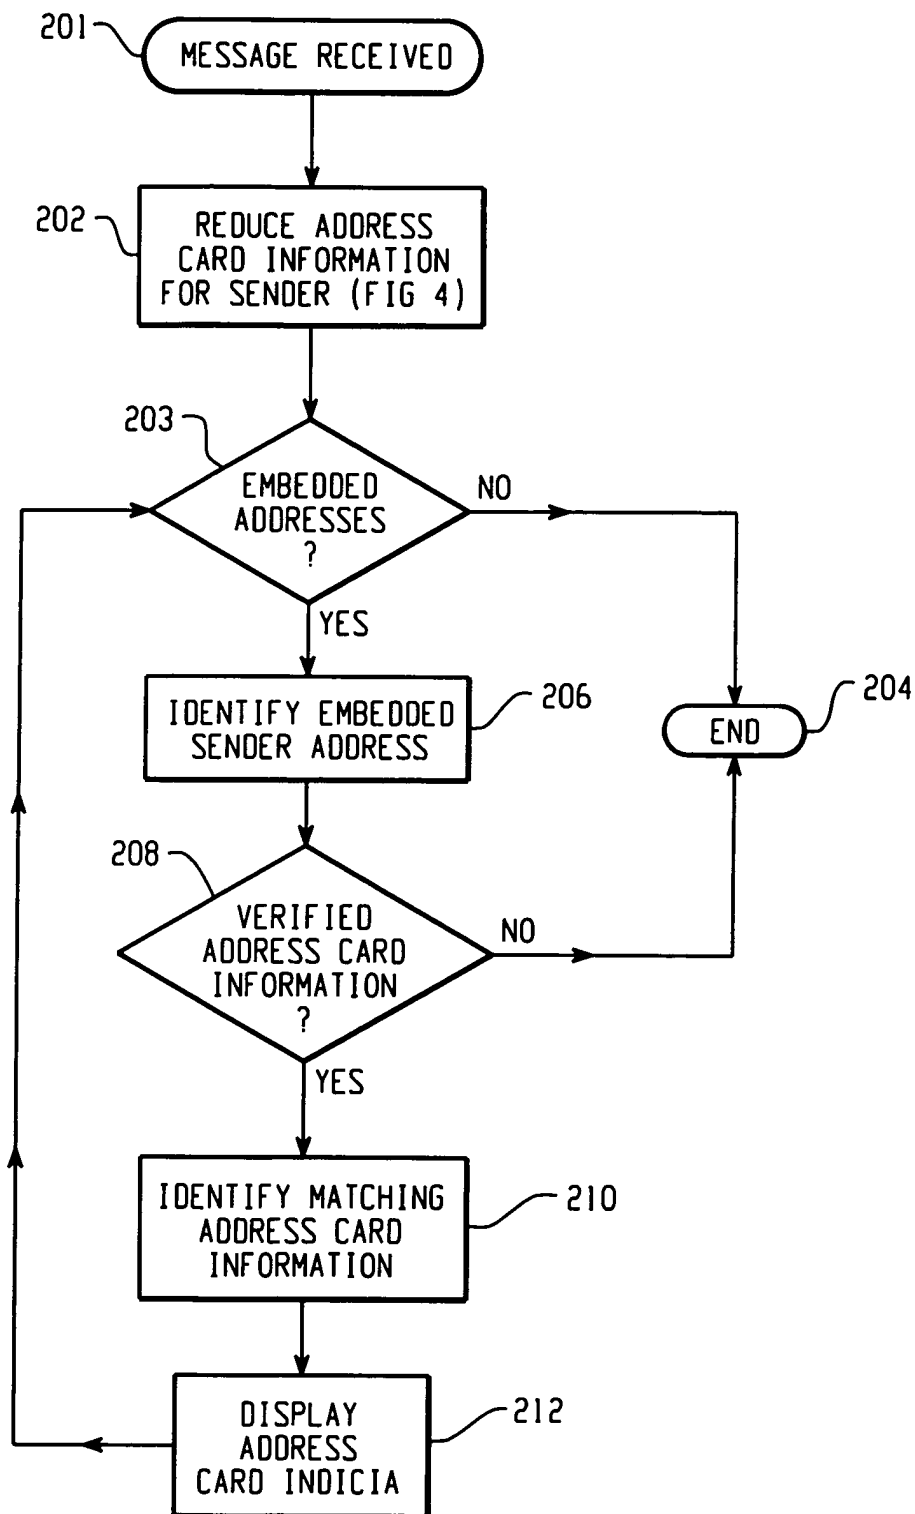 201
MESSAGE RECEIVED
202
REDUCE ADDRESS
CARD INFORMATION
FOR SENDER (FIG 4)
203
EMBEDDED
ADDRESSES
?
NO
YES
206
IDENTIFY EMBEDDED
SENDER ADDRESS
204
END
208
VERIFIED
ADDRESS CARD
INFORMATION
?
NO
YES
IDENTIFY MATCHING
ADDRESS CARD
INFORMATION
210
DISPLAY
ADDRESS
CARD INDICIA
212